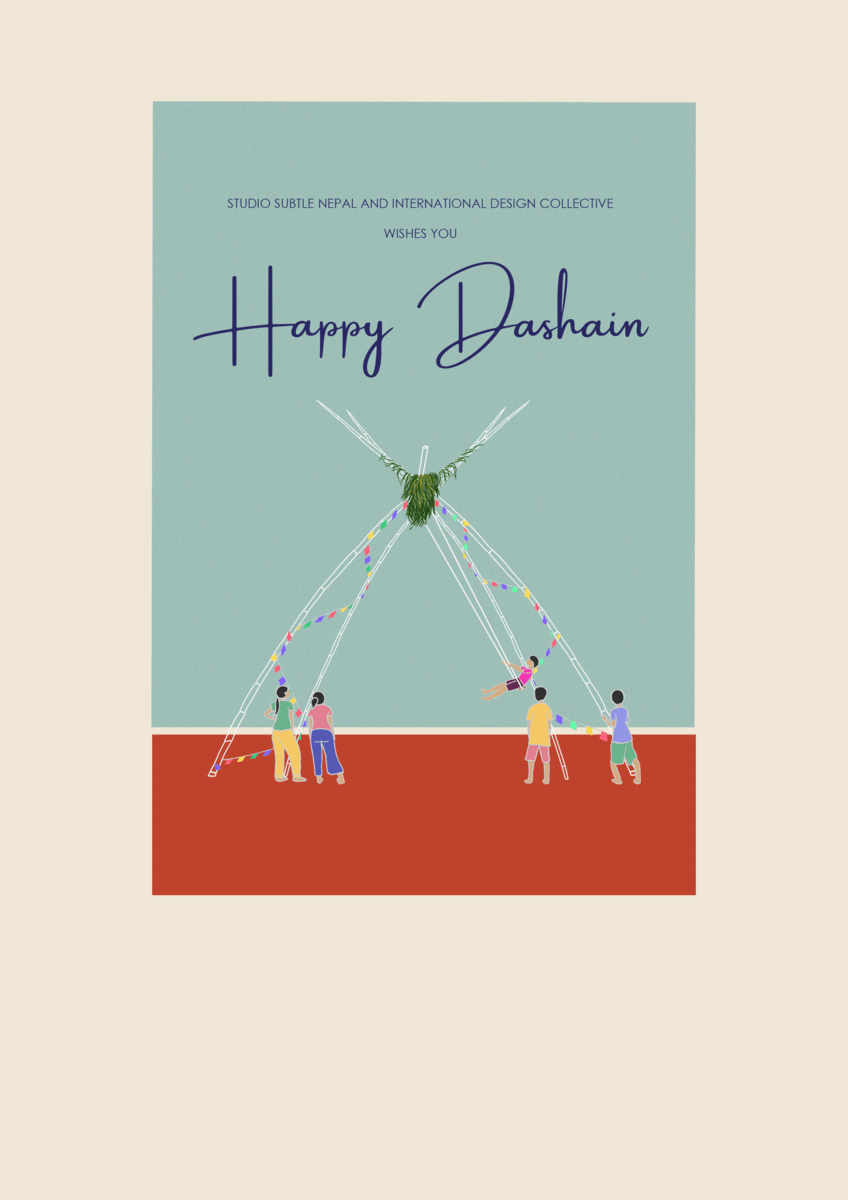 STUDIO SUBTLE NEPAL AND INTERNATIONAL DESIGN COLLECTIVE
WISHES YOU
Happy Dashain